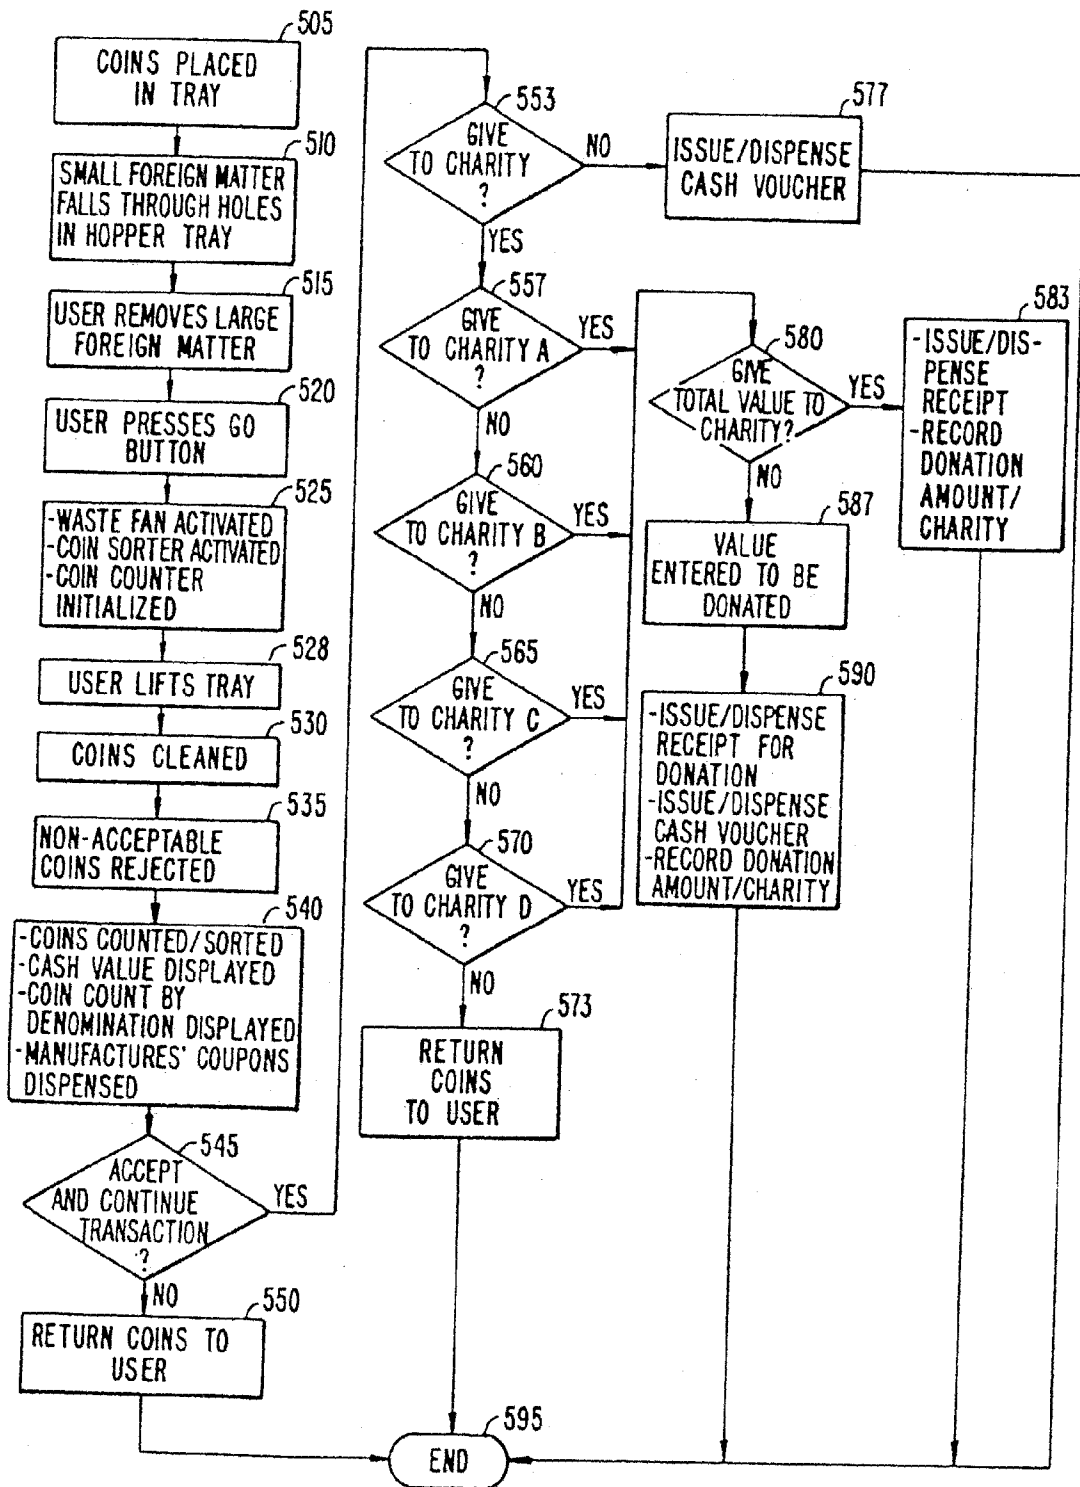 505
COINS PLACED
IN TRAY
510
SMALL FOREIGN MATTER
FALLS THROUGH HOLES
IN HOPPER TRAY
515
USER REMOVES LARGE
FOREIGN MATTER
520
USER PRESSES GO
BUTTON
525
-WASTE FAN ACTIVATED
-COIN SORTER ACTIVATED
-COIN COUNTER
INITIALIZED
528
USER LIFTS TRAY
530
COINS CLEANED
535
NON-ACCEPTABLE
COINS REJECTED
540
-COINS COUNTED/SORTED
-CASH VALUE DISPLAYED
-COIN COUNT BY
DENOMINATION DISPLAYED
-MANUFACTURES' COUPONS
DISPENSED
545
ACCEPT
AND CONTINUE
TRANSACTION
?
YES
NO
550
RETURN COINS TO
USER
553
GIVE
TO CHARITY
?
NO
YES
577
ISSUE/DISPENSE
CASH VOUCHER
557
GIVE
TO CHARITY A
?
YES
NO
560
GIVE
TO CHARITY B
?
YES
NO
565
GIVE
TO CHARITY C
?
YES
NO
570
GIVE
TO CHARITY D
?
YES
NO
573
RETURN
COINS
TO USER
580
GIVE
TOTAL VALUE TO
CHARITY?
YES
NO
583
-ISSUE/DIS-
PENSE
RECEIPT
-RECORD
DONATION
AMOUNT/
CHARITY
587
VALUE
ENTERED TO BE
DONATED
590
-ISSUE/DISPENSE
RECEIPT FOR
DONATION
-ISSUE/DISPENSE
CASH VOUCHER
-RECORD DONATION
AMOUNT/CHARITY
595
END